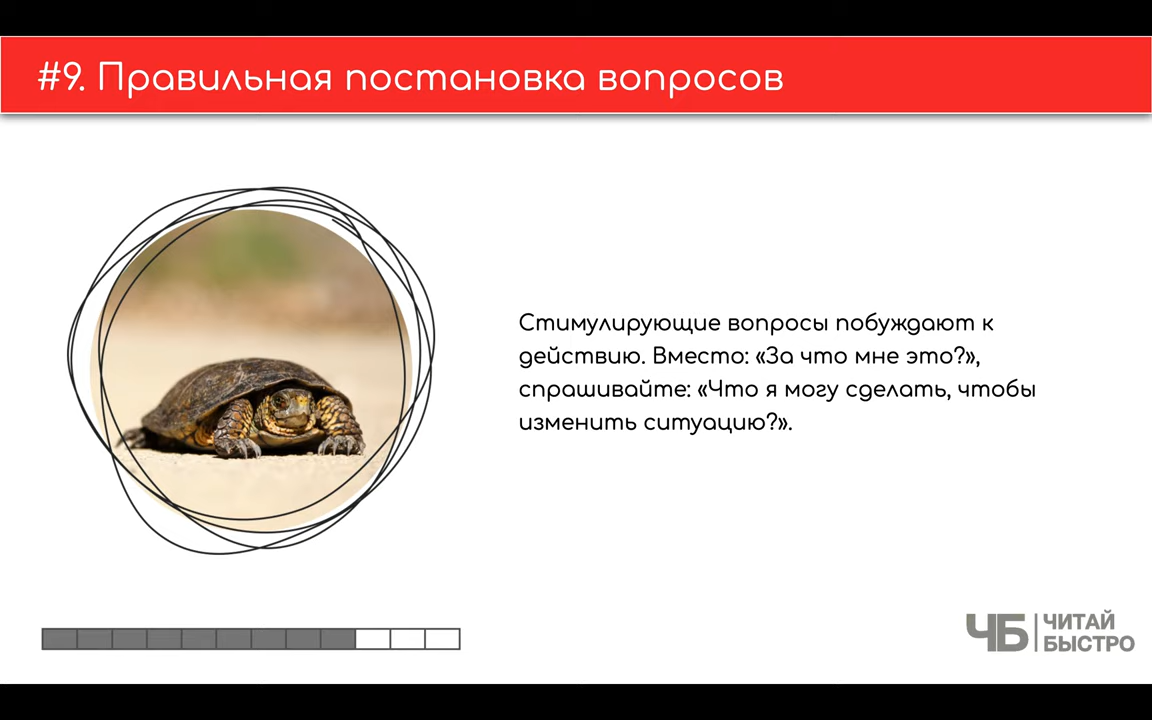 #9. Правильная постановка вопросов
Стимулирующие вопросы побуждают к
действию. Вместо: «За что мне это?»,
спрашивайте: «Что я могу сделать, чтобы
изменить ситуацию?».
ЧБ
ЧИТАЙ
БЫСТРО